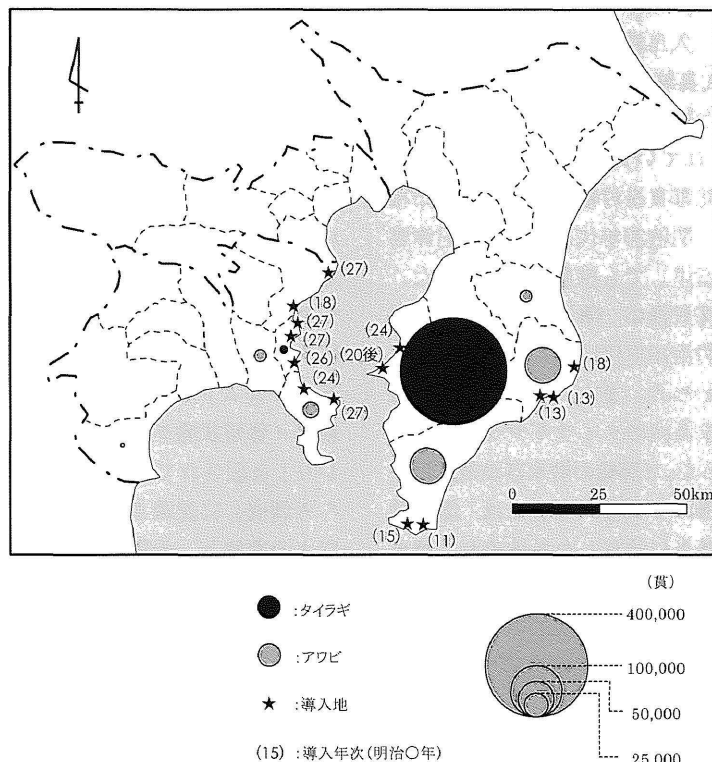 (27)
(18)
(27)
(27)
(26)
(24)
(27)
(24)
(20後)
(18)
(13)
(13)
(15)
(11)
0 25 50km
:タイラギ
:アワビ
:導入地
(15) :導入年次(明治○年)
(貫)
400,000
100,000
50,000
25,000